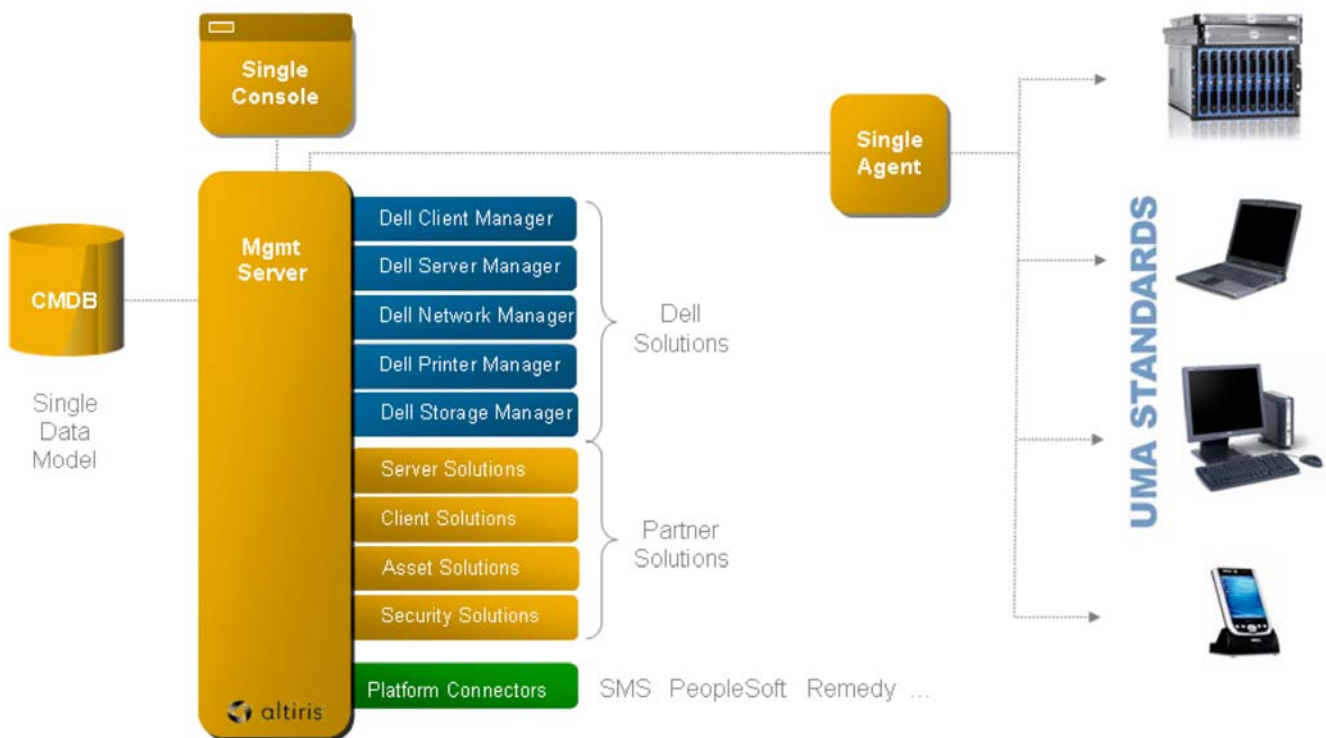 Single
Console
Single
Agent
Mgmt
Server
CMDB
Single
Data
Model
Dell Client Manager
Dell Server Manager
Dell Network Manager
Dell Printer Manager
Dell Storage Manager
Dell
Solutions
Server Solutions
Client Solutions
Asset Solutions
Security Solutions
Partner
Solutions
Platform Connectors
SMS PeopleSoft Remedy ...
altiris
UMA STANDARDS